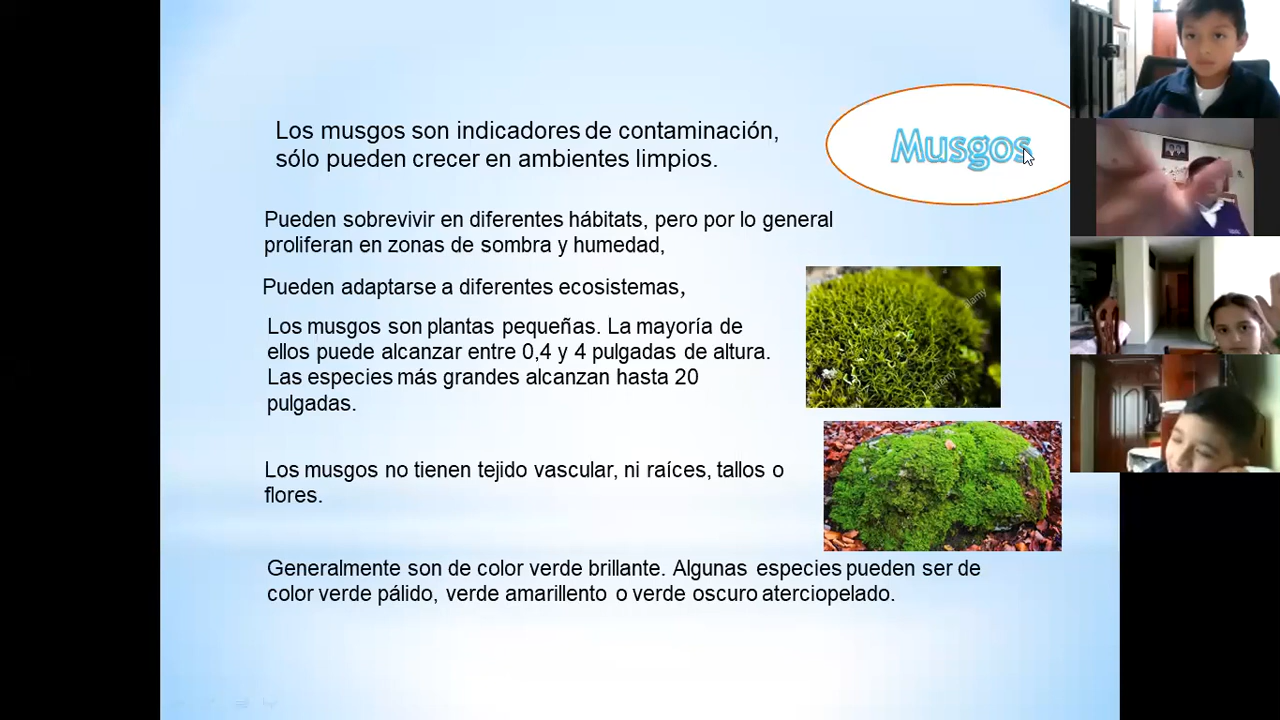 Los musgos son indicadores de contaminación,
sólo pueden crecer en ambientes limpios.
Musgos
Pueden sobrevivir en diferentes hábitats, pero por lo general
proliferan en zonas de sombra y humedad,
Pueden adaptarse a diferentes ecosistemas,
Los musgos son plantas pequeñas. La mayoría de
ellos puede alcanzar entre 0,4 y 4 pulgadas de altura.
Las especies más grandes alcanzan hasta 20
pulgadas.
Los musgos no tienen tejido vascular, ni raíces, tallos o
flores.
Generalmente son de color verde brillante. Algunas especies pueden ser de
color verde pálido, verde amarillento o verde oscuro aterciopelado.